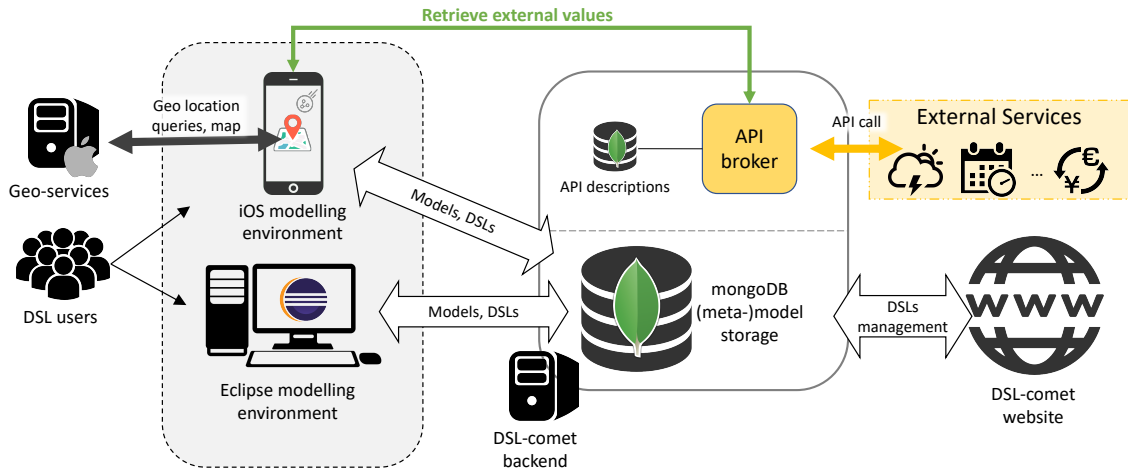 Retrieve external values
Geo location
queries, map
Geo-services
iOS modelling
environment
DSL users
Models, DSLs
Models, DSLs
Eclipse modelling
environment
API descriptions
API
broker
API call
External Services
...
€
¥
mongoDB
(meta-)model
storage
DSL-comet
backend
DSLs
management
WWW
DSL-comet
website